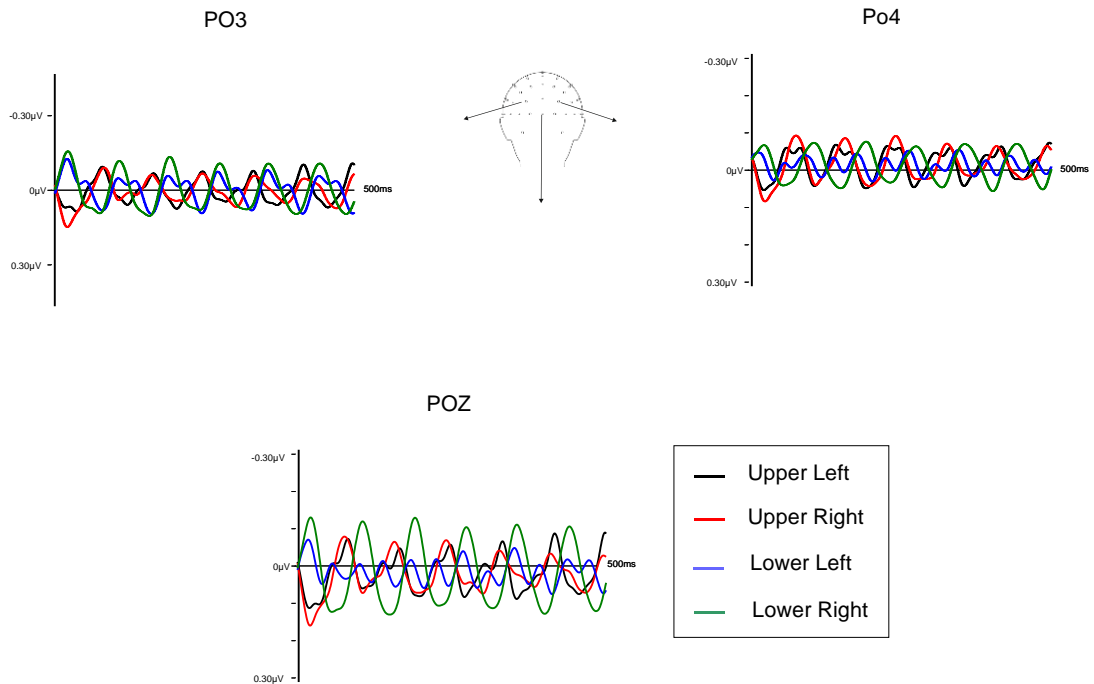 PO3
-0.30µV
0µV
0.30µV
500ms
Po4
-0.30µV
0µV
0.30µV
500ms
POZ
-0.30µV
0µV
0.30µV
500ms
Upper Left
Upper Right
Lower Left
Lower Right